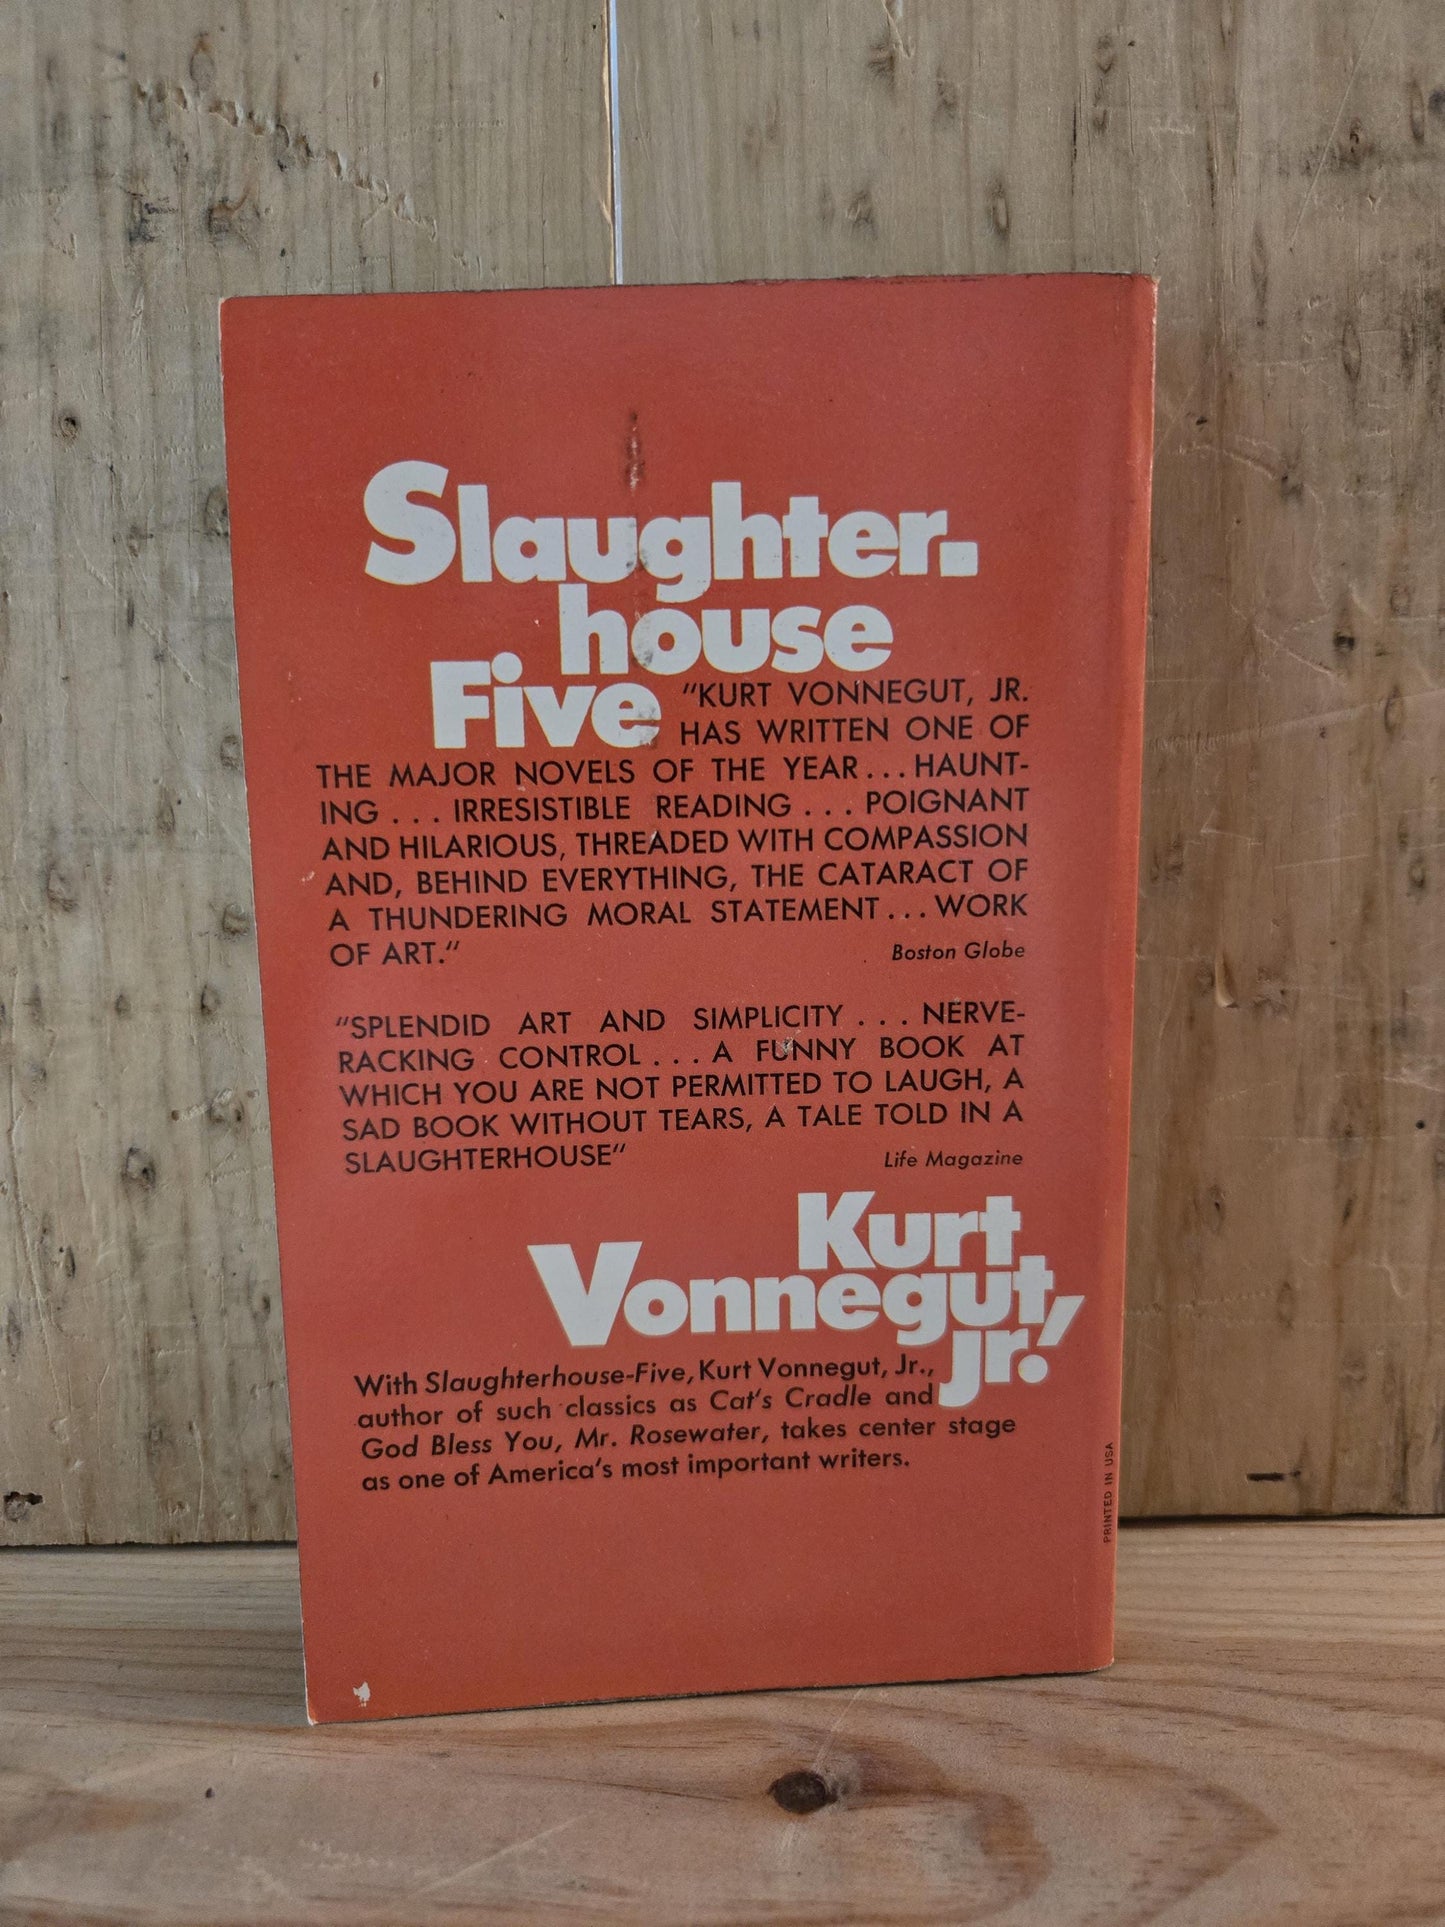 Slaughter-
house
Five "KURT VONNEGUT, JR.
HAS WRITTEN ONE OF
THE MAJOR NOVELS OF THE YEAR...HAUNT-
ING... IRRESISTIBLE READING... POIGNANT
AND HILARIOUS, THREADED WITH COMPASSION
AND, BEHIND EVERYTHING, THE CATARACT OF
A THUNDERING MORAL STATEMENT...WORK
OF ART." Boston Globe
"SPLENDID ART AND SIMPLICITY... NERVE-
RACKING CONTROL...A FUNNY BOOK AT
WHICH YOU ARE NOT PERMITTED TO LAUGH, A
SAD BOOK WITHOUT TEARS, A TALE TOLD IN A
SLAUGHTERHOUSE" Life Magazine
Kurt
Vonnegut,
jr.!
With Slaughterhouse-Five, Kurt Vonnegut, Jr.,
author of such classics as Cat's Cradle and
God Bless You, Mr. Rosewater, takes center stage
as one of America's most important writers.
PRINTED IN USA